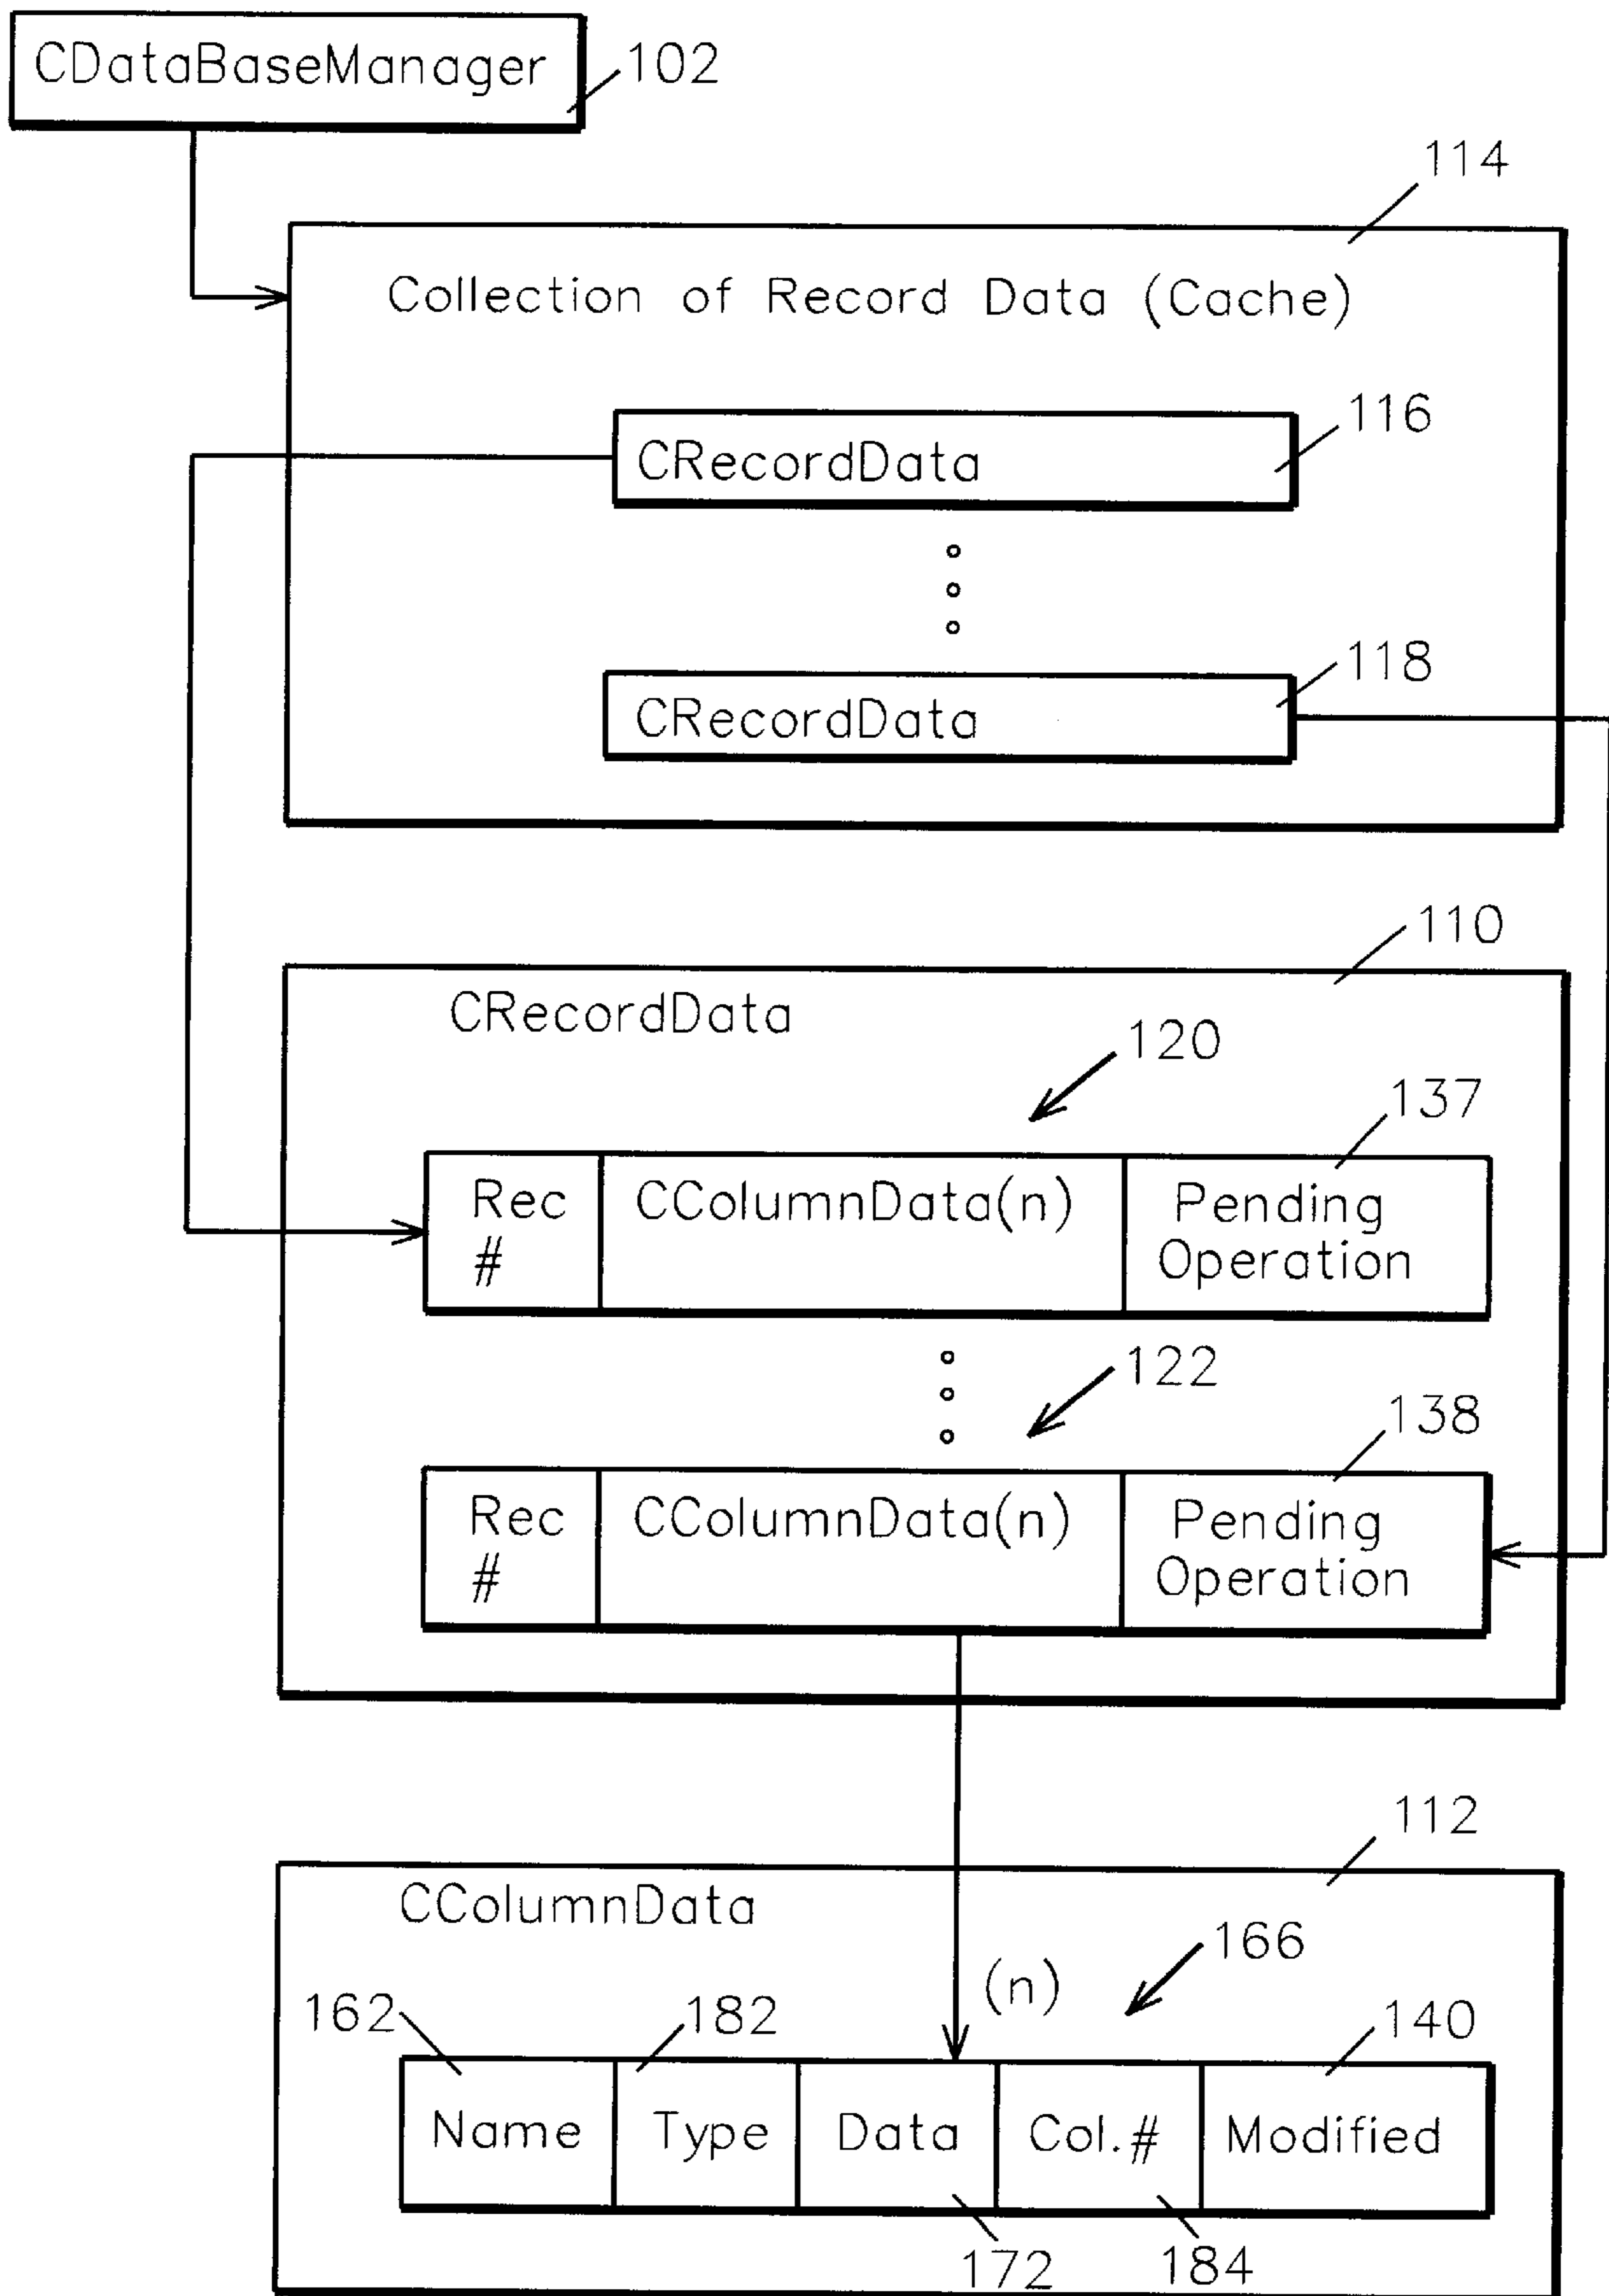 CDataBaseManager
102
114
Collection of Record Data (Cache)
116
CRecordData
118
CRecordData
110
CRecordData
120
137
Rec
#
CColumnData(n)
Pending
Operation
122
138
Rec
#
CColumnData(n)
Pending
Operation
112
CColumnData
166
(n)
162
182
140
Name
Type
Data
Col.#
Modified
172
184